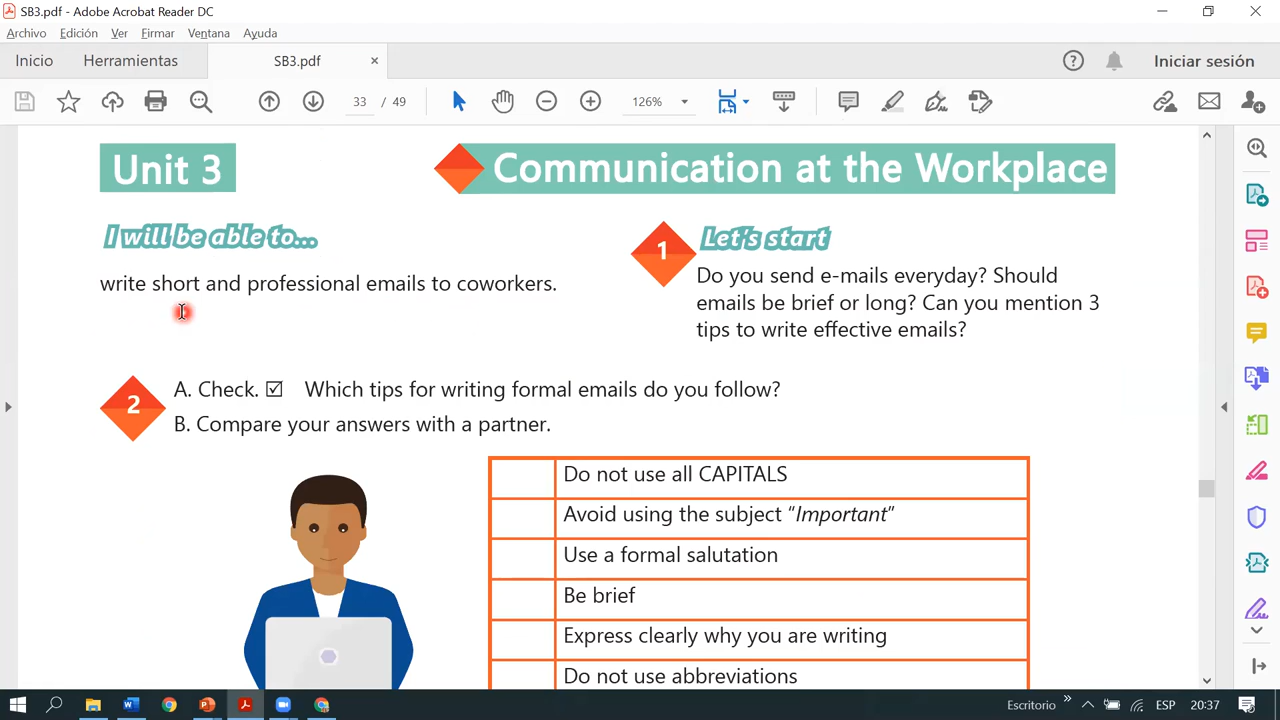 SB3.pdf - Adobe Acrobat Reader DC
Archivo Edición Ver Firmar Ventana Ayuda
Inicio Herramientas SB3.pdf Iniciar sesión
33 / 49 126%
Unit 3 Communication at the Workplace
I will be able to...
write short and professional emails to coworkers.
1 Let's start
Do you send e-mails everyday? Should
emails be brief or long? Can you mention 3
tips to write effective emails?
2 A. Check. ☑ Which tips for writing formal emails do you follow?
B. Compare your answers with a partner.
Do not use all CAPITALS
Avoid using the subject “Important”
Use a formal salutation
Be brief
Express clearly why you are writing
Do not use abbreviations
Escritorio ESP 20:37